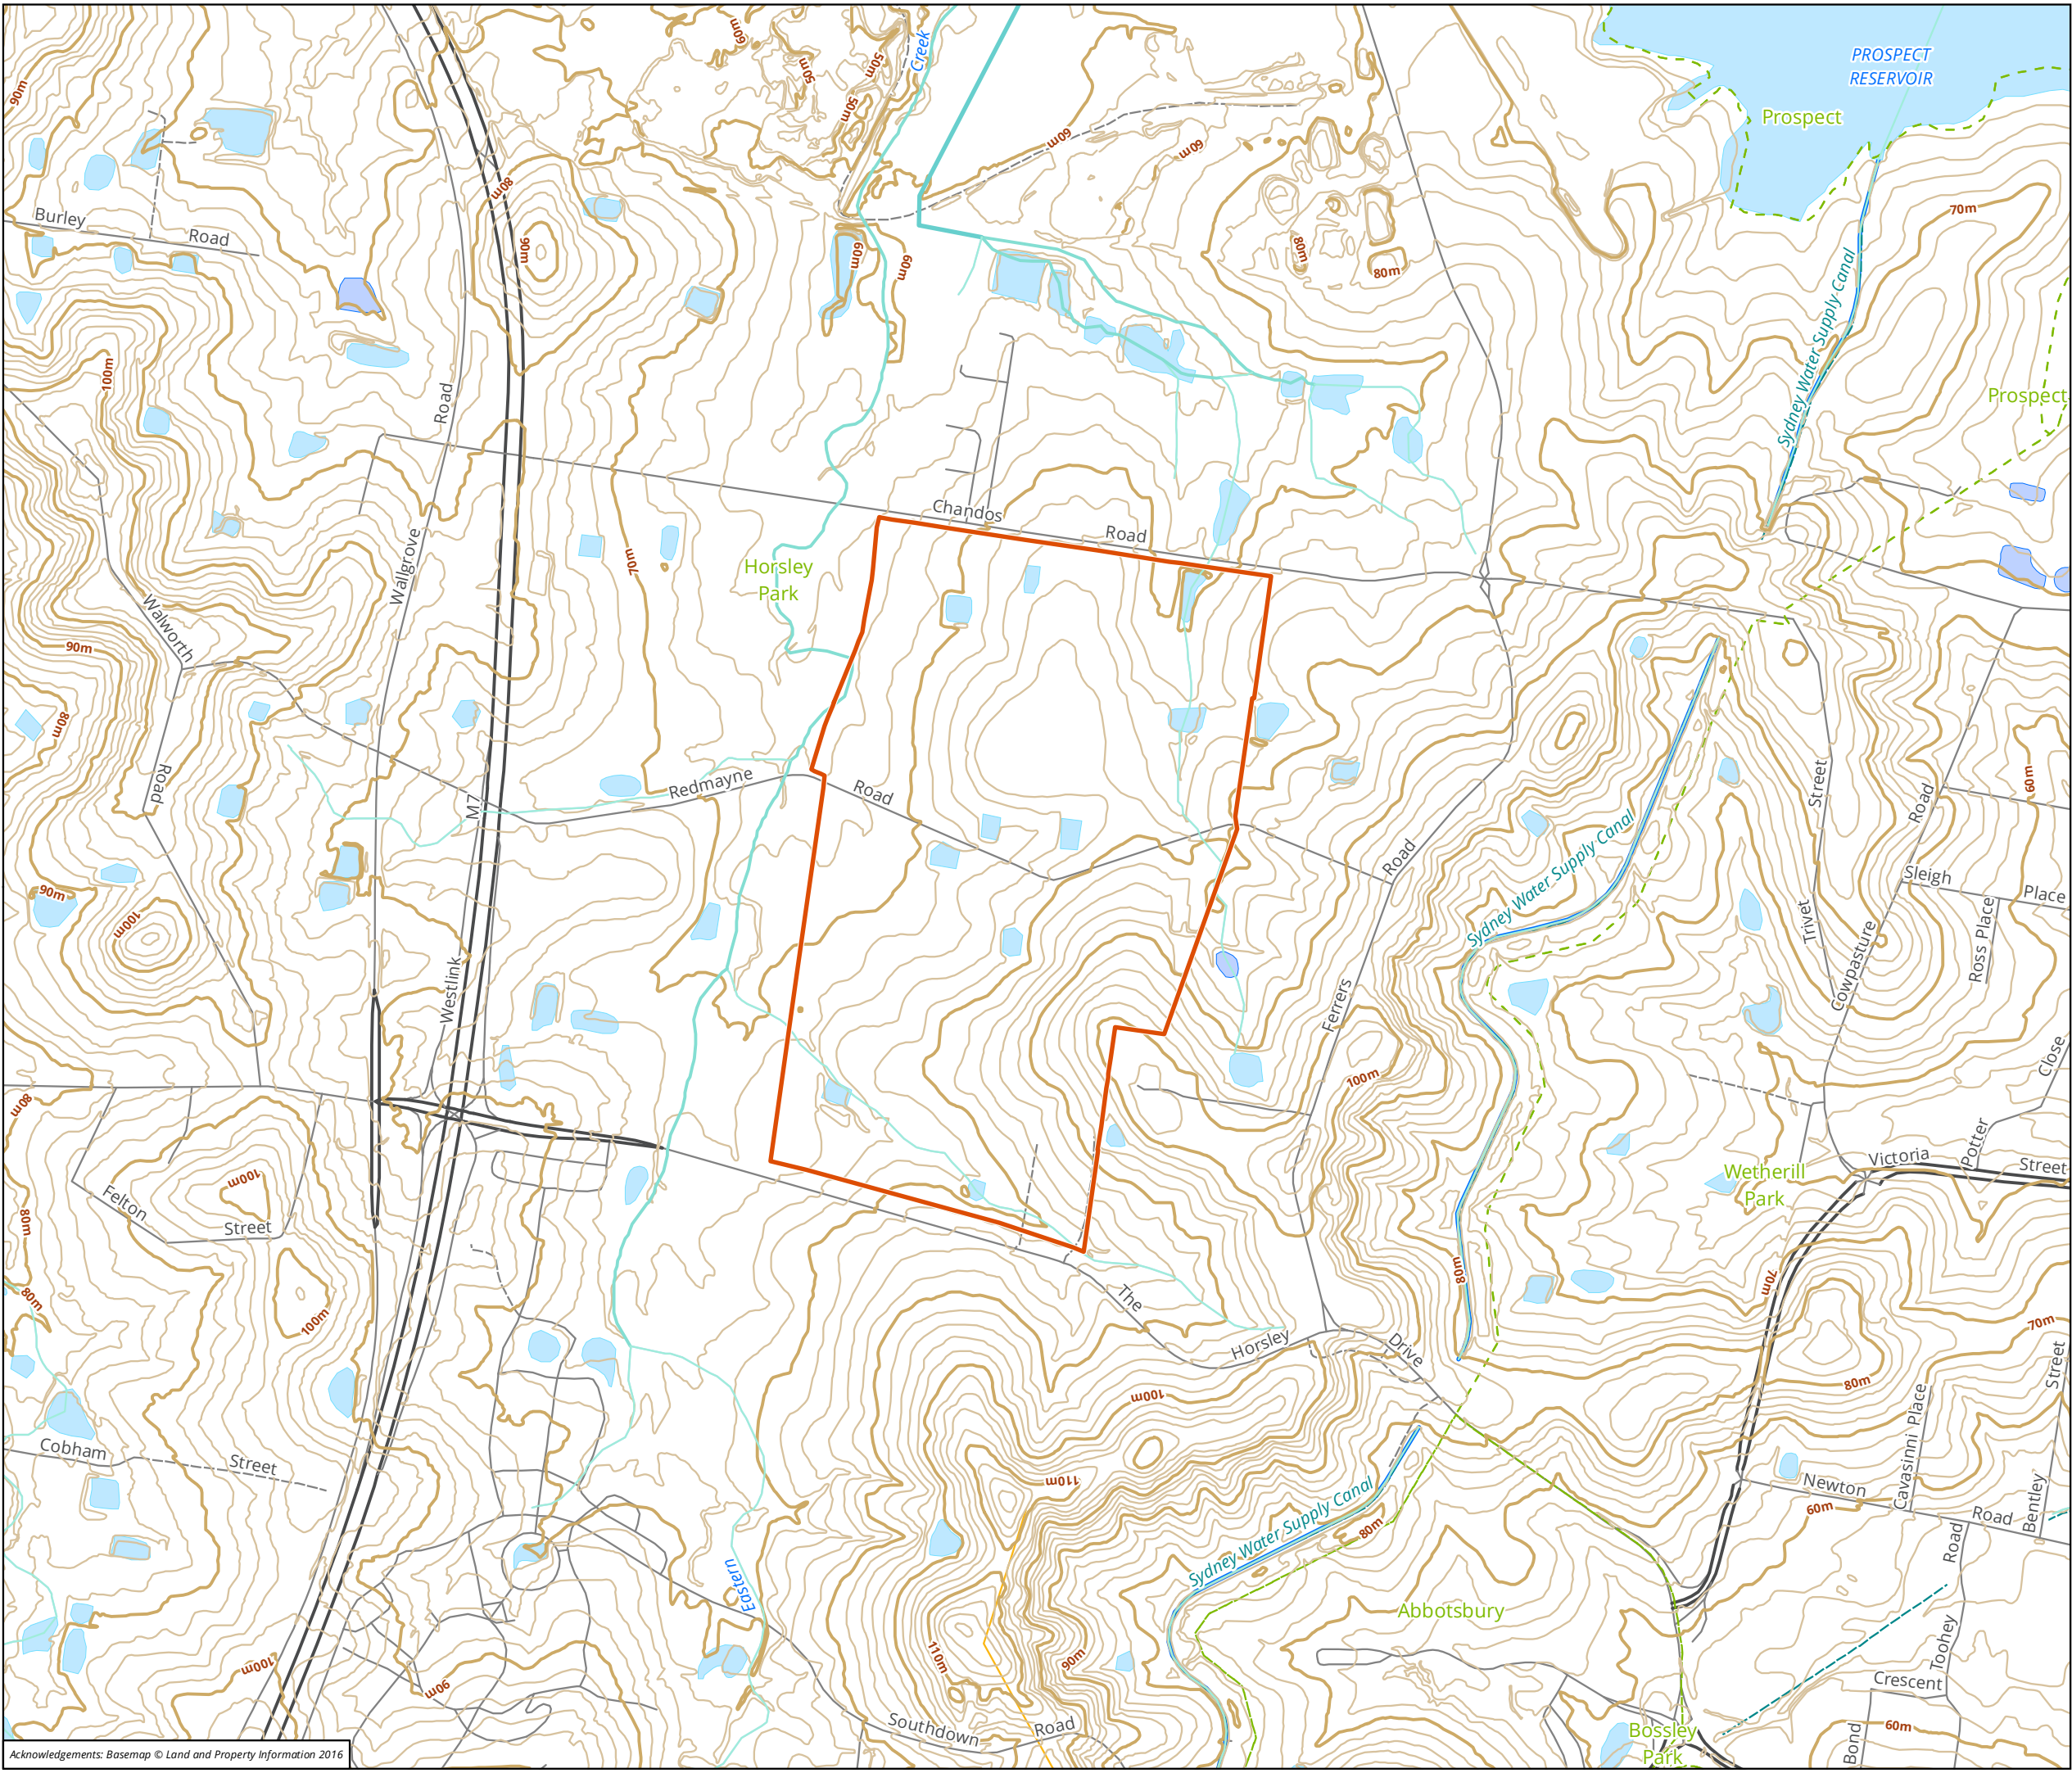 60m
50m
50m
50m
Creek
PROSPECT
RESERVOIR
Prospect
90m
60m
60m
80m
Burley
Road
90m
60m
60m
80m
80m
70m
Sydney Water Supply Canal
100m
Road
Prospect
Chandos
Road
Wallgrove
70m
Horsley
Park
Walworth
90m
80m
Road
M7
Redmayne
Road
Street
Road
60m
Road
Sydney Water Supply Canal
Sleigh
Place
90m
100m
Trivet
Cowpasture
Ross Place
Westlink
Ferrers
100m
Close
80m
Potter
Victoria
Street
Wetherill
Park
100m
Felton
Street
80m
80m
100m
80m
70m
The
Horsley
Drive
70m
Street
100m
80m
Cavasinni Place
Cobham
Street
110m
Newton
60m
Road
Bentley
Sydney Water Supply Canal
80m
Road
Eastern
Abbotsbury
110m
90m
100m
90m
Toohey
Crescent
Southdown
Road
Bossley
Park
60m
Bond
Acknowledgements: Basemap © Land and Property Information 2016